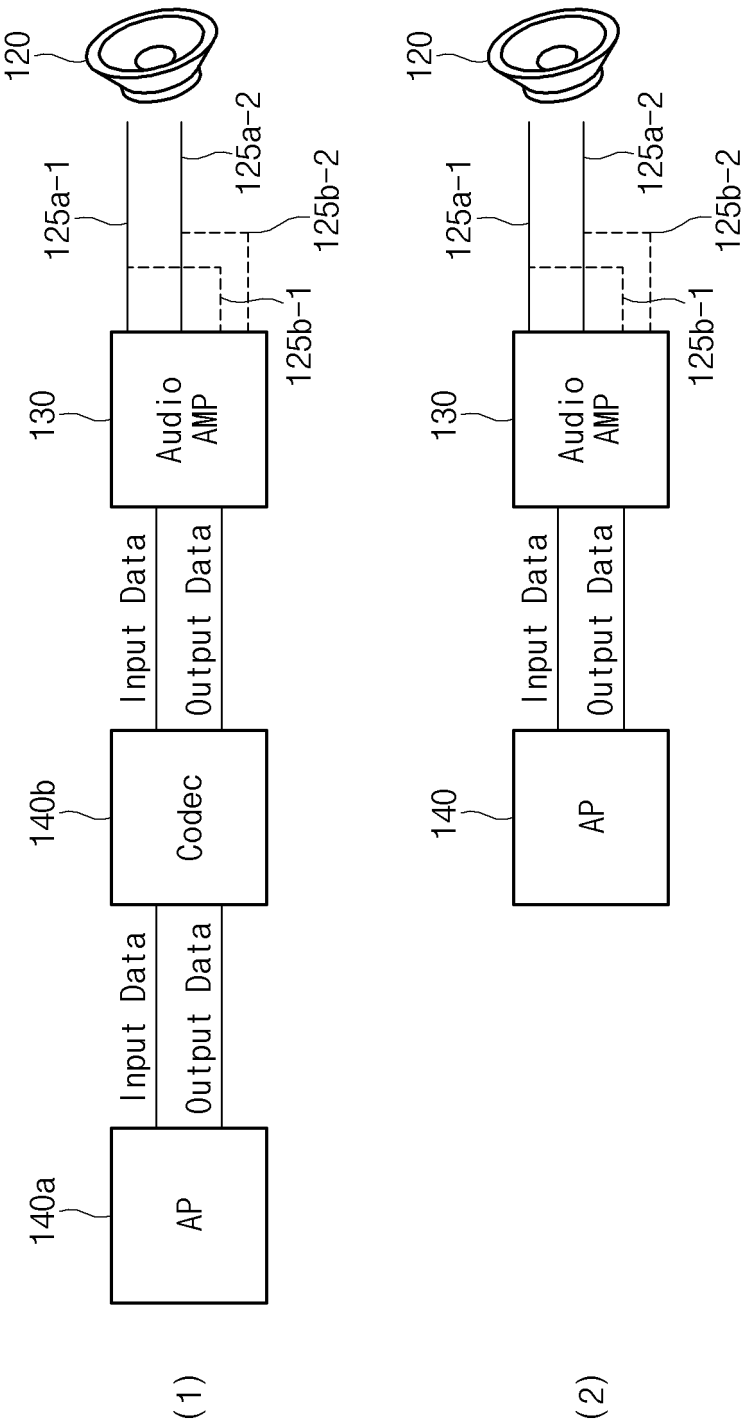 (1)
140a
AP
Input Data
Output Data
140b
Codec
Input Data
Output Data
130
Audio
AMP
125a-1
125a-2
125b-1
125b-2
120
(2)
140
AP
Input Data
Output Data
130
Audio
AMP
125a-1
125a-2
125b-1
125b-2
120